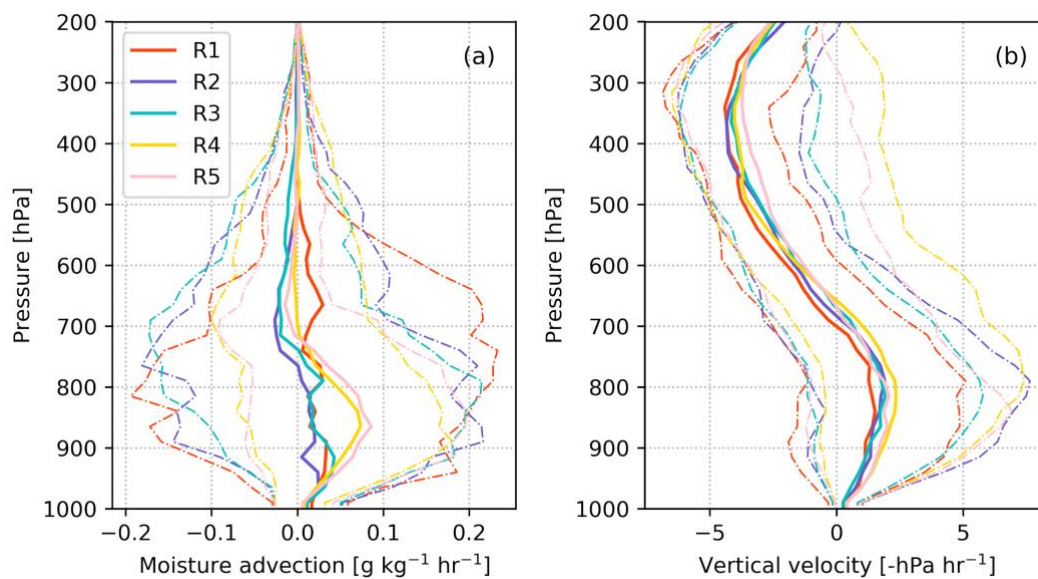 200
300
400
500
600
700
800
900
1000
Pressure [hPa]
R1
R2
R3
R4
R5
(a)
−0.2
−0.1
0.0
0.1
0.2
Moisture advection [g kg⁻¹ hr⁻¹]
200
300
400
500
600
700
800
900
1000
Pressure [hPa]
(b)
−5
0
5
Vertical velocity [-hPa hr⁻¹]